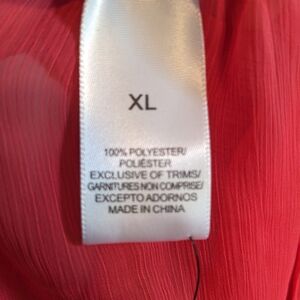 XL
100% POLYESTER/
POLIÉSTER
EXCLUSIVE OF TRIMS/
GARNITURES NON COMPRISE/
EXCEPTO ADORNOS
MADE IN CHINA